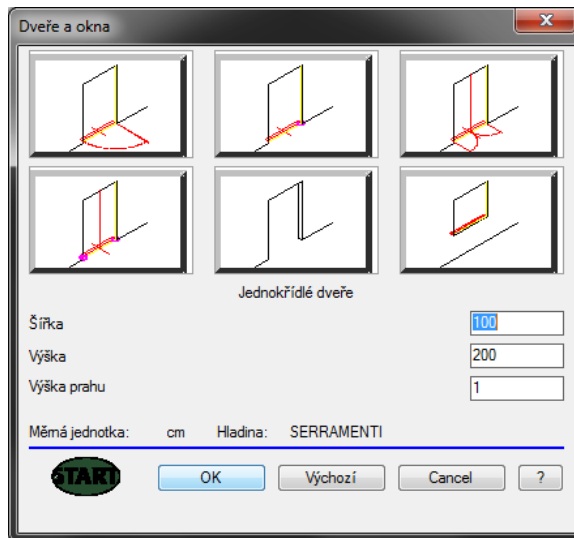 Dveře a okna
Jednokřídlé dveře
Šířka 100
Výška 200
Výška prahu 1
Měrná jednotka: cm Hladina: SERRAMENTI
START OK Výchozí Cancel ?